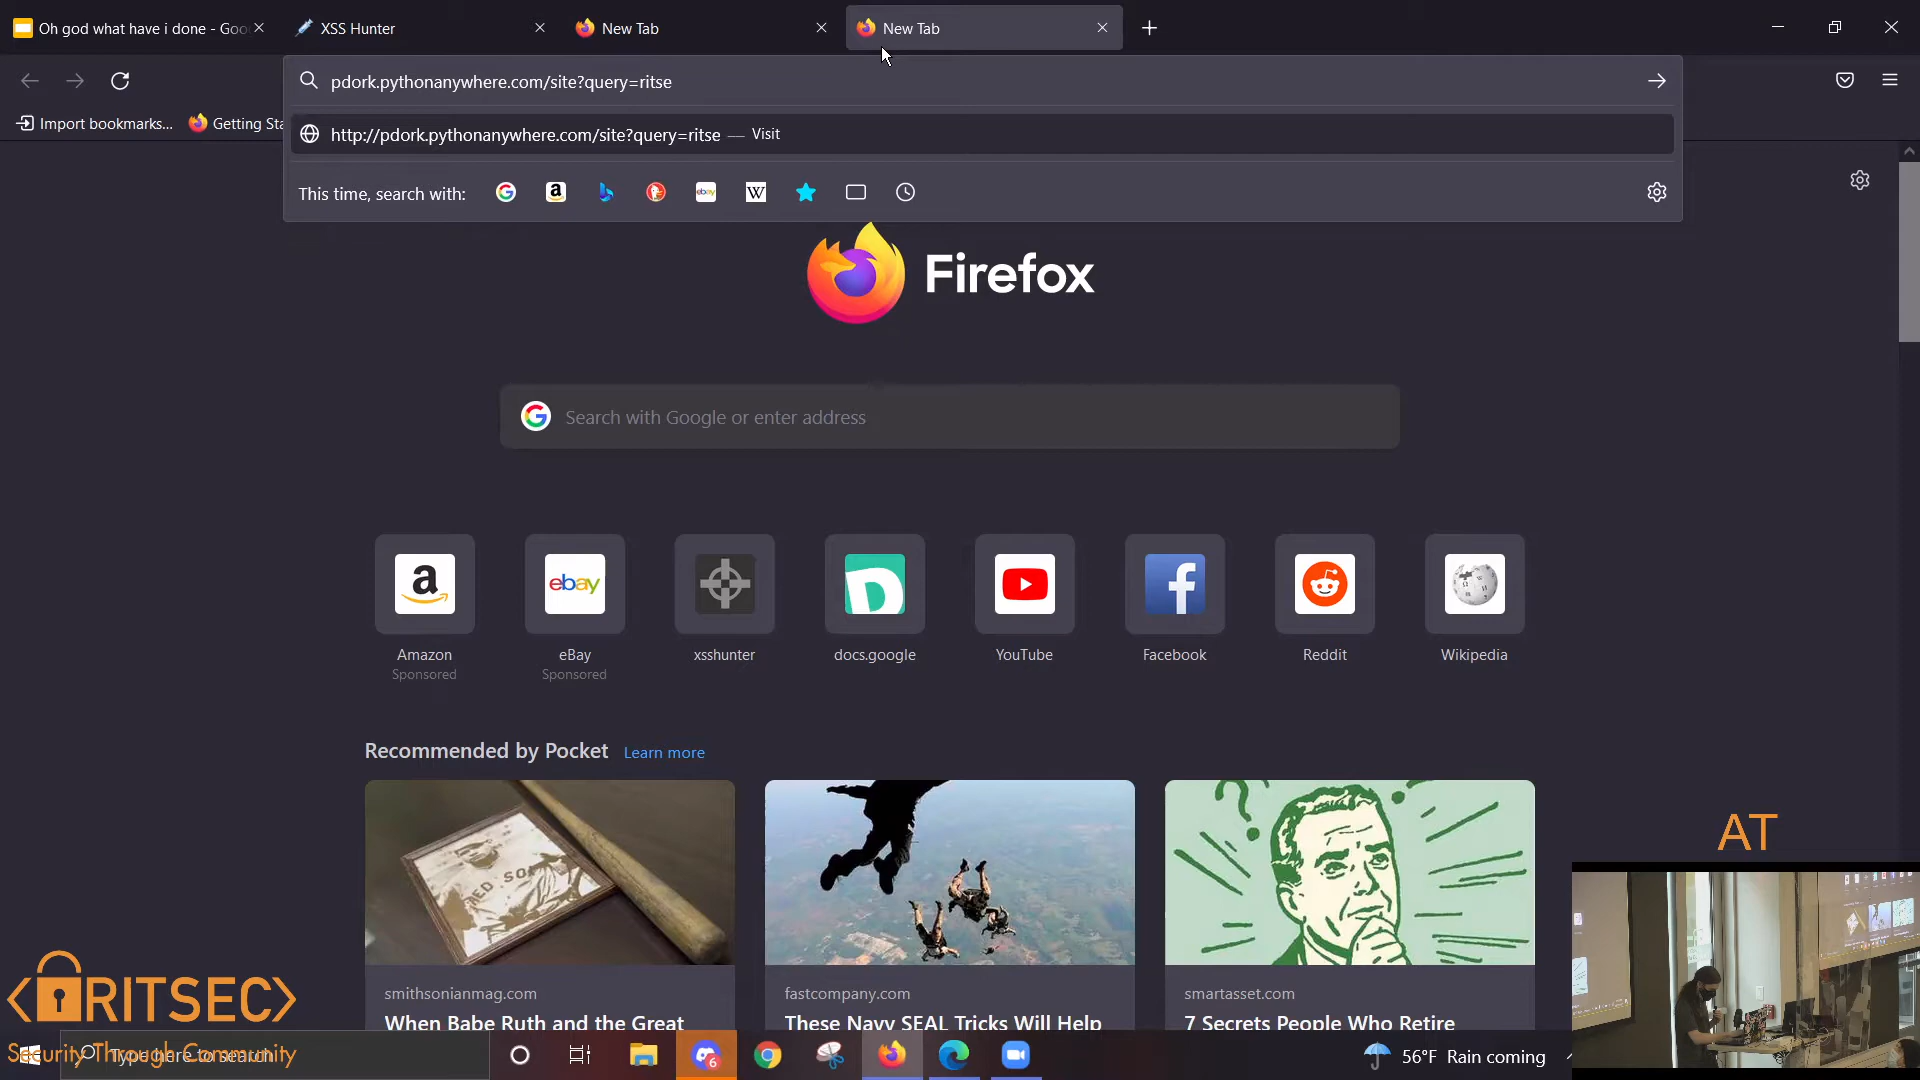 Oh god what have i done - Goo
XSS Hunter
New Tab
New Tab
pdork.pythonanywhere.com/site?query=ritse
Import bookmarks...
Getting Sta
http://pdork.pythonanywhere.com/site?query=ritse — Visit
This time, search with:
Firefox
Search with Google or enter address
Amazon
Sponsored
eBay
Sponsored
xsshunter
docs.google
YouTube
Facebook
Reddit
Wikipedia
Recommended by Pocket Learn more
smithsonianmag.com
When Babe Ruth and the Great
fastcompany.com
These Navy SEAL Tricks Will Help
smartasset.com
7 Secrets People Who Retire
AT
<RITSEC>
Security Through Community
Type here to search
56°F Rain coming